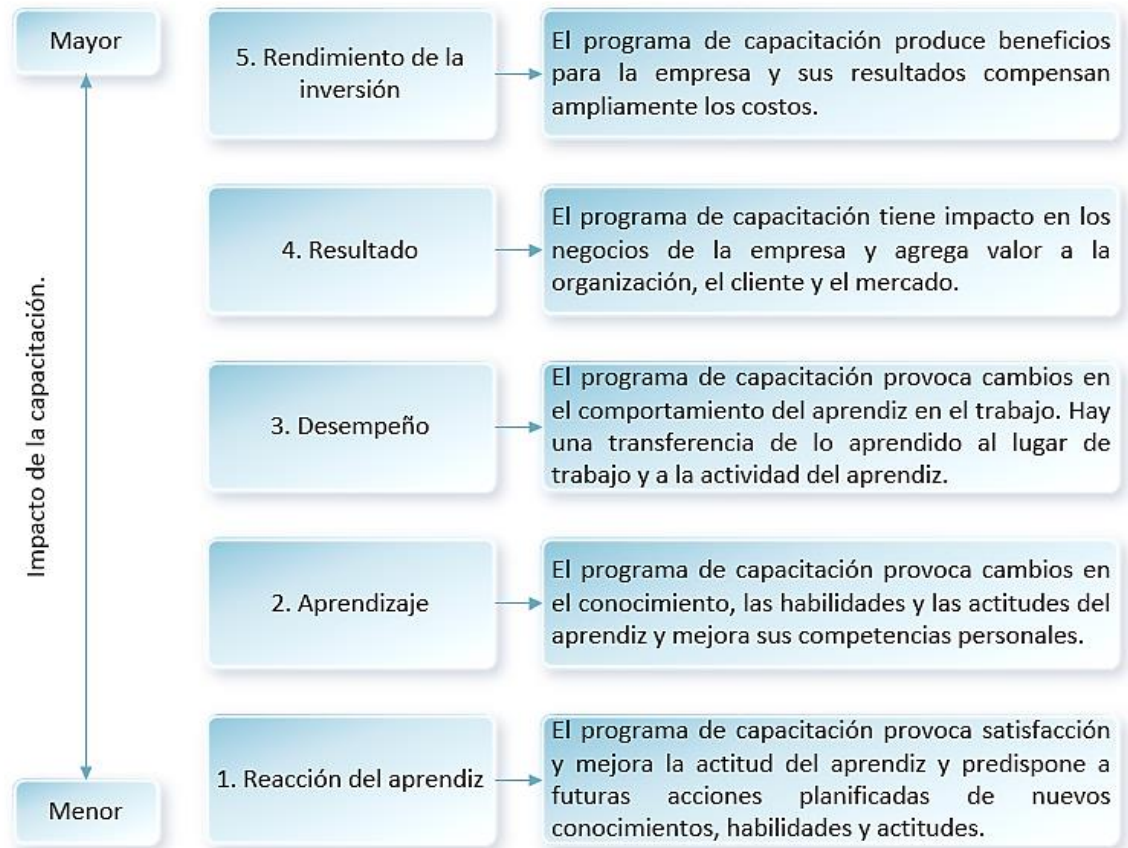 Mayor
5. Rendimiento de la
inversión
El programa de capacitación produce beneficios
para la empresa y sus resultados compensan
ampliamente los costos.
4. Resultado
El programa de capacitación tiene impacto en los
negocios de la empresa y agrega valor a la
organización, el cliente y el mercado.
Impacto de la capacitación.
3. Desempeño
El programa de capacitación provoca cambios en
el comportamiento del aprendiz en el trabajo. Hay
una transferencia de lo aprendido al lugar de
trabajo y a la actividad del aprendiz.
2. Aprendizaje
El programa de capacitación provoca cambios en
el conocimiento, las habilidades y las actitudes del
aprendiz y mejora sus competencias personales.
Menor
1. Reacción del aprendiz
El programa de capacitación provoca satisfacción
y mejora la actitud del aprendiz y predispone a
futuras acciones planificadas de nuevos
conocimientos, habilidades y actitudes.